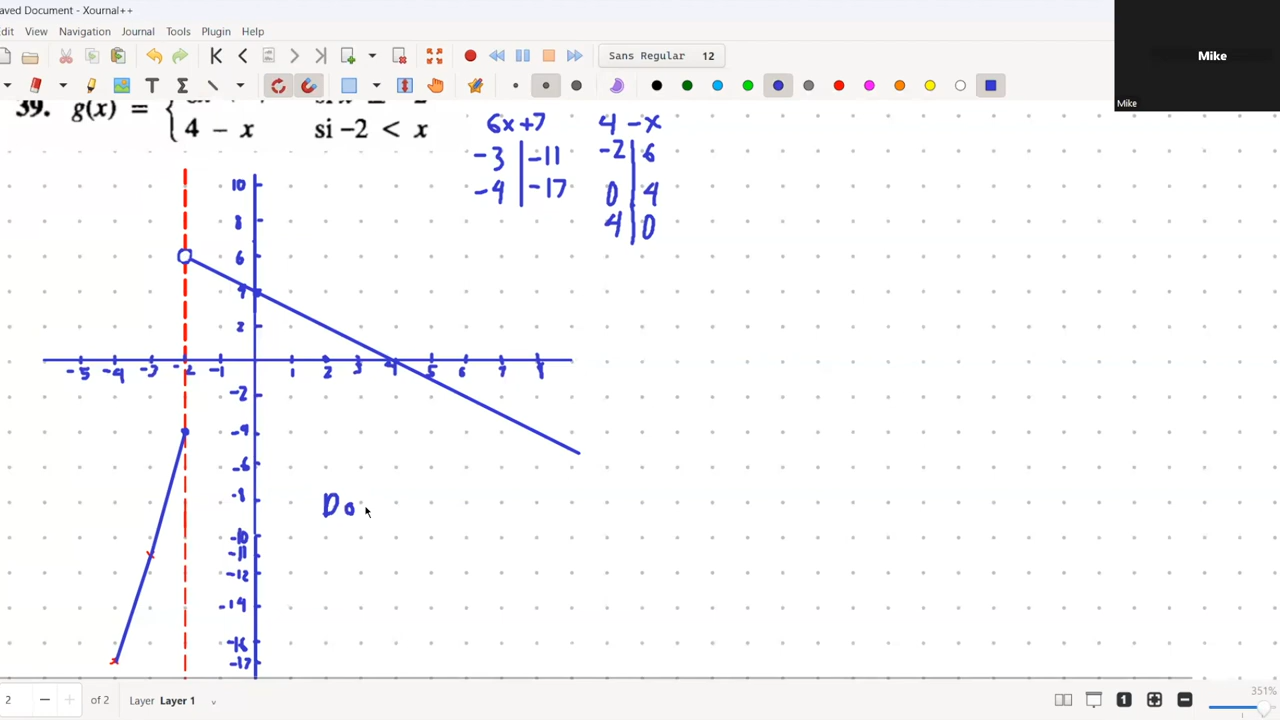 aved Document - Xournal++
dit View Navigation Journal Tools Plugin Help
Sans Regular 12
Mike
Mike
39. g(x) =
4 − x si −2 < x
6x+7
-3 | -11
-4 | -17
4-x
-2 | 6
0 | 4
4 | 0
10
8
6
4
2
-5 -4 -3 -2 -1 1 2 3 4 5 6 7 8
-2
-4
-6
-8
-10
-11
-12
-14
-16
-17
Do
2 of 2 Layer Layer 1
351%